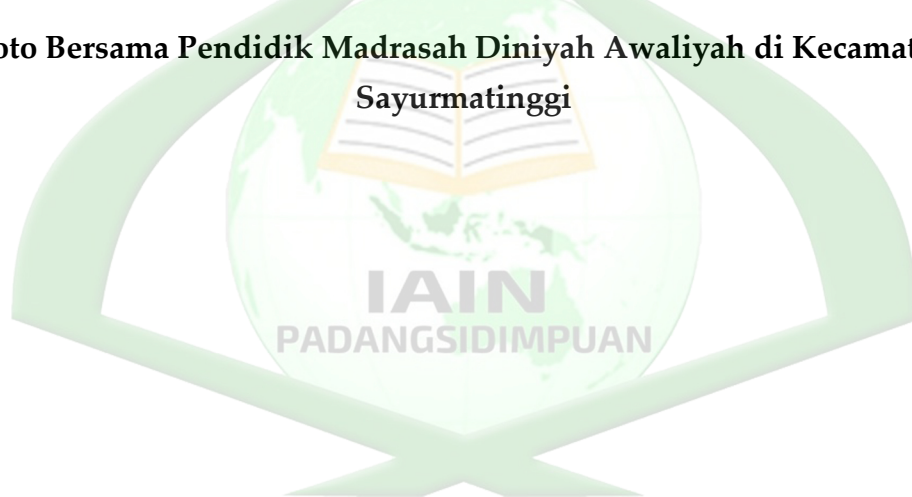 oto Bersama Pendidik Madrasah Diniyah Awaliyah di Kecamat
Sayurmatinggi
IAIN
PADANGSIDIMPUAN